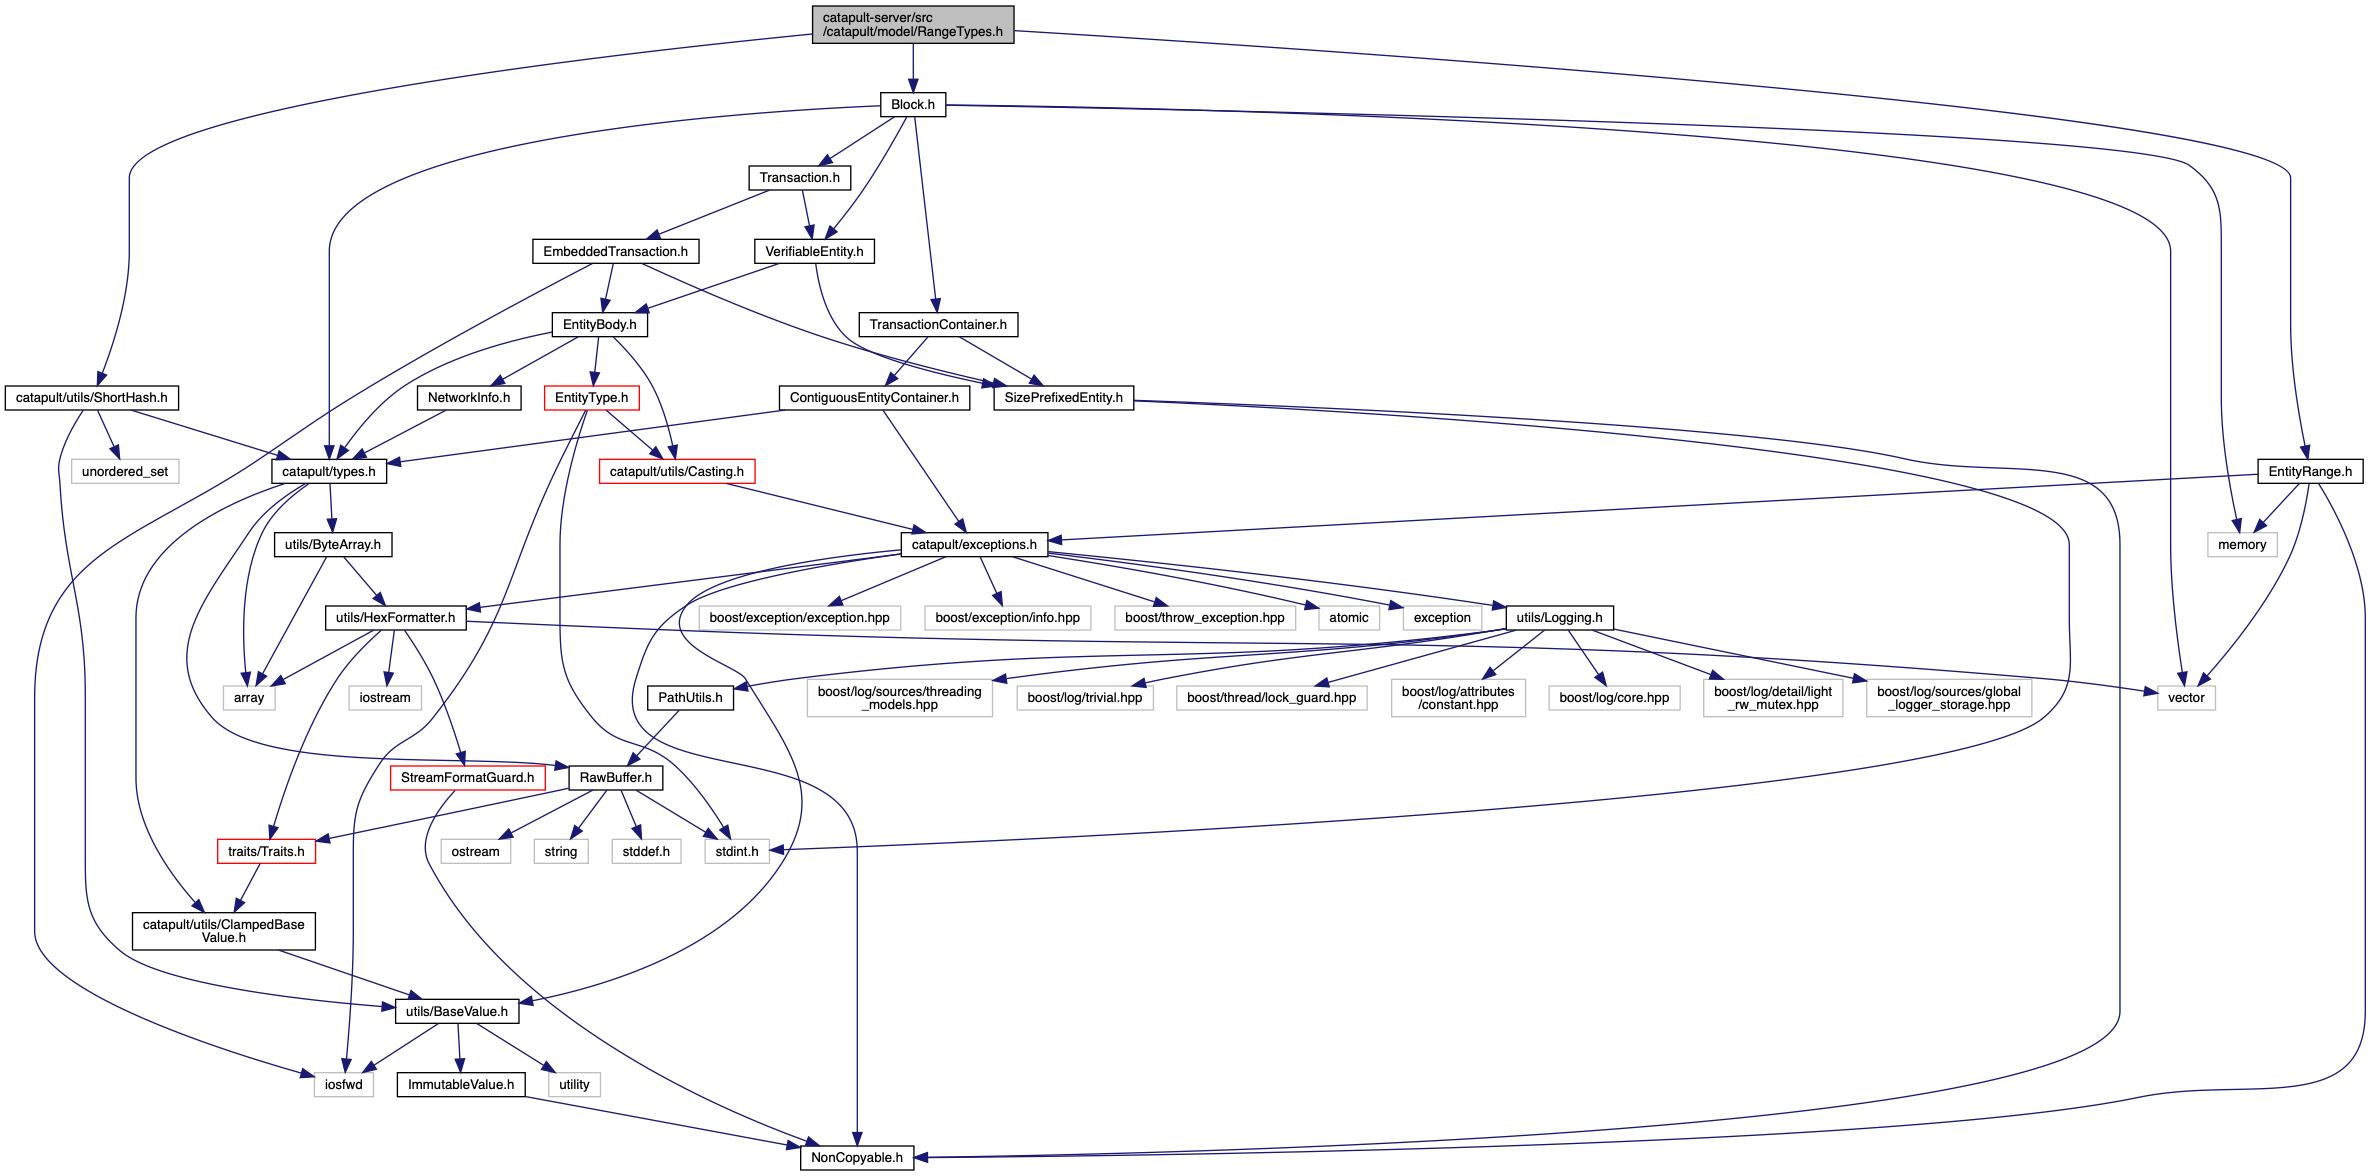 catapult-server/src
/catapult/model/RangeTypes.h
Block.h
Transaction.h
EmbeddedTransaction.h
VerifiableEntity.h
EntityBody.h
TransactionContainer.h
catapult/utils/ShortHash.h
NetworkInfo.h
EntityType.h
ContiguousEntityContainer.h
SizePrefixedEntity.h
unordered_set
catapult/types.h
catapult/utils/Casting.h
EntityRange.h
utils/ByteArray.h
catapult/exceptions.h
memory
utils/HexFormatter.h
boost/exception/exception.hpp
boost/exception/info.hpp
boost/throw_exception.hpp
atomic
exception
utils/Logging.h
array
iostream
PathUtils.h
boost/log/sources/threading
_models.hpp
boost/log/trivial.hpp
boost/thread/lock_guard.hpp
boost/log/attributes
/constant.hpp
boost/log/core.hpp
boost/log/detail/light
_rw_mutex.hpp
boost/log/sources/global
_logger_storage.hpp
vector
StreamFormatGuard.h
RawBuffer.h
traits/Traits.h
ostream
string
stddef.h
stdint.h
catapult/utils/ClampedBase
Value.h
utils/BaseValue.h
iosfwd
ImmutableValue.h
utility
NonCopyable.h